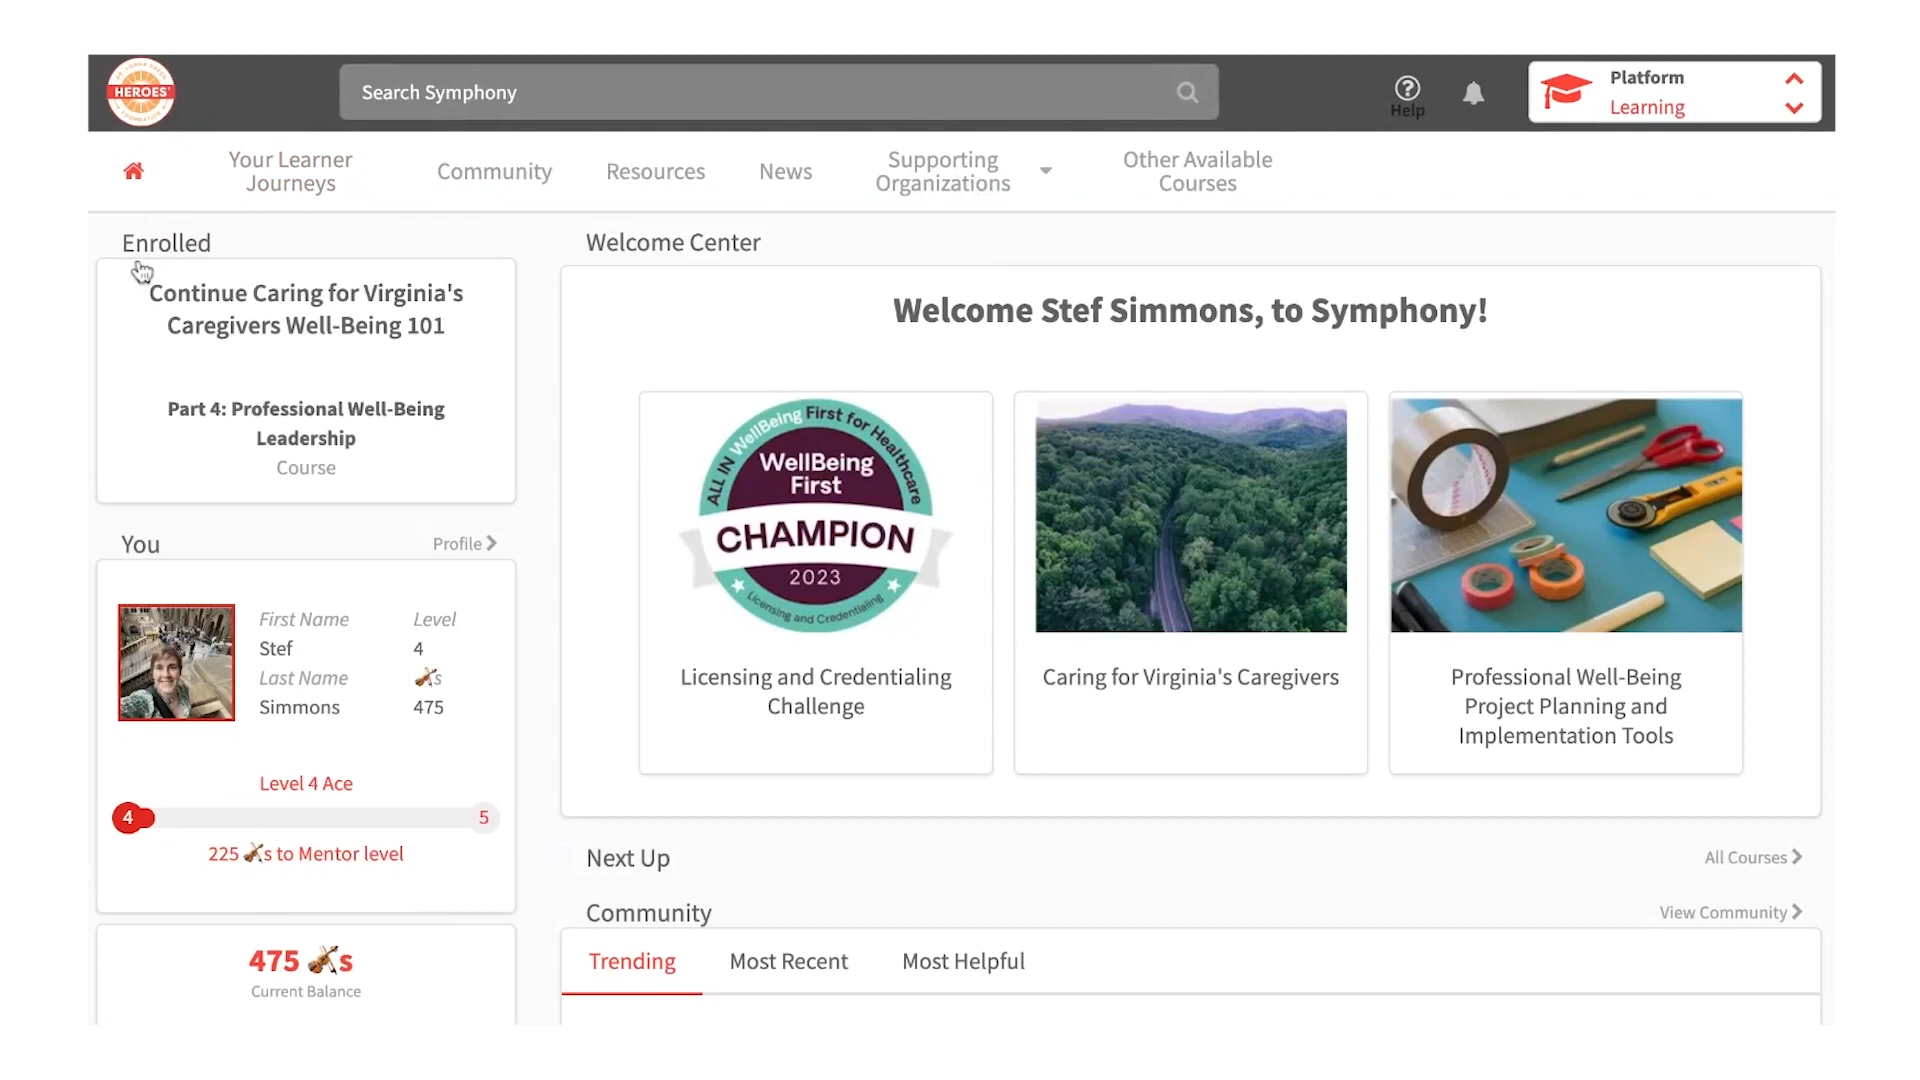 DR. LORNA BREEN
HEROES'
FOUNDATION
Search Symphony
Help
Platform
Learning
Your Learner
Journeys
Community
Resources
News
Supporting
Organizations
Other Available
Courses
Enrolled
Continue Caring for Virginia's
Caregivers Well-Being 101
Part 4: Professional Well-Being
Leadership
Course
You
Profile
First Name
Level
Stef
4
Last Name
s
Simmons
475
Level 4 Ace
4
5
225 s to Mentor level
475 s
Current Balance
Welcome Center
Welcome Stef Simmons, to Symphony!
ALL IN WellBeing First for Healthcare
WellBeing
First
CHAMPION
2023
Licensing and Credentialing
Licensing and Credentialing
Challenge
Caring for Virginia's Caregivers
Professional Well-Being
Project Planning and
Implementation Tools
Next Up
All Courses
Community
View Community
Trending
Most Recent
Most Helpful